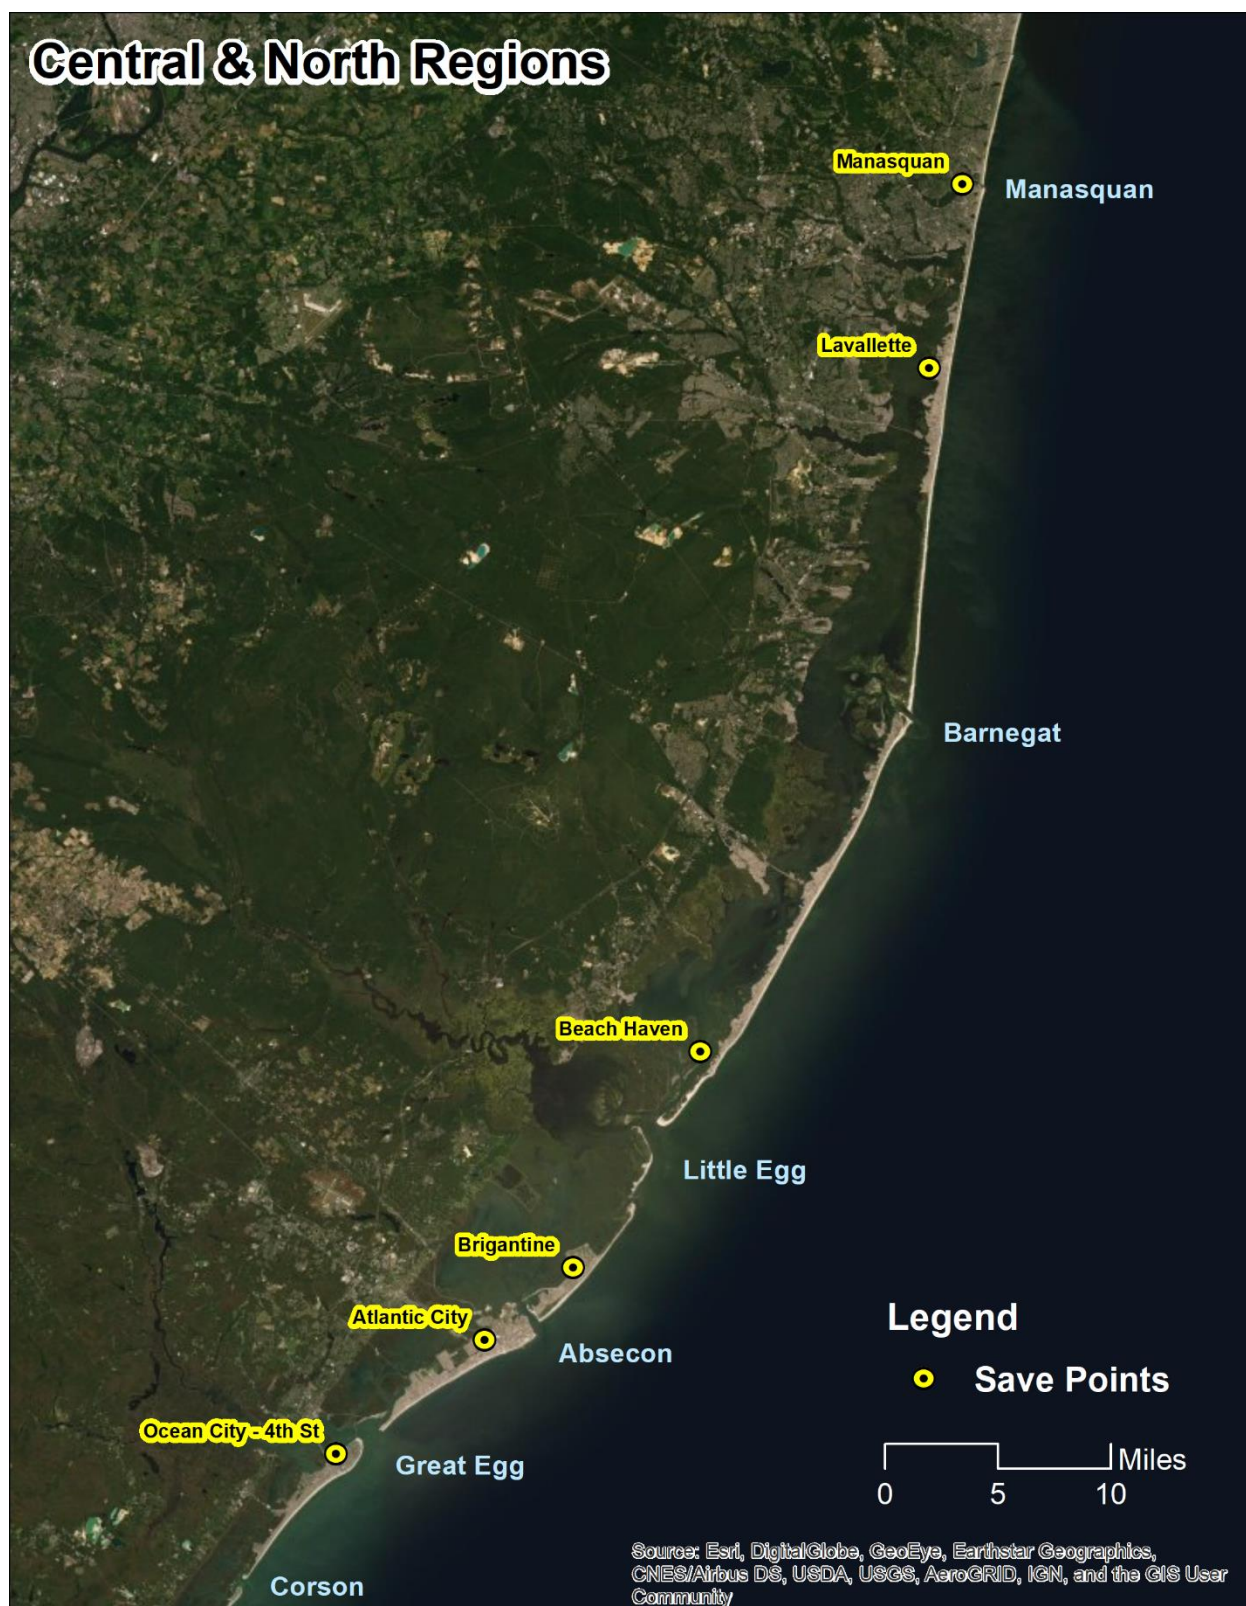 Central & North Regions
Manasquan
Manasquan
Lavallette
Barnegat
Beach Haven
Little Egg
Brigantine
Atlantic City
Absecon
Ocean City - 4th St
Great Egg
Corson
Legend
Save Points
Miles
0 5 10
Source: Esri, DigitalGlobe, GeoEye, Earthstar Geographics,
CNES/Airbus DS, USDA, USGS, AeroGRID, IGN, and the GIS User
Community